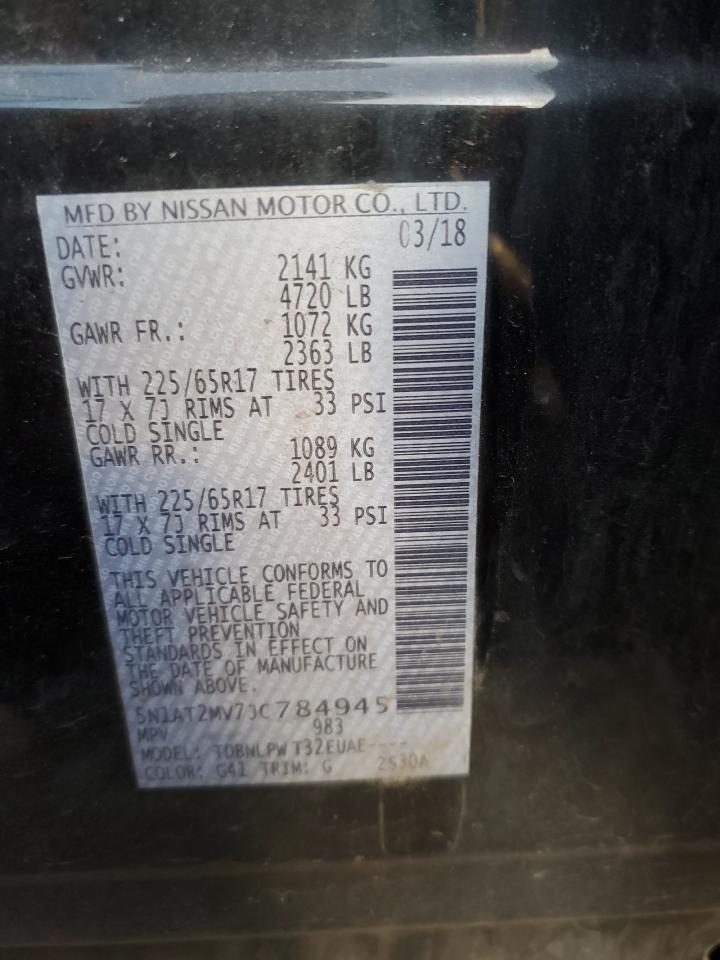 MFD BY NISSAN MOTOR CO., LTD.
DATE: 03/18
GVWR: 2141 KG
4720 LB
GAWR FR.: 1072 KG
2363 LB
WITH 225/65R17 TIRES
17 X 7J RIMS AT 33 PSI
COLD SINGLE
GAWR RR.: 1089 KG
2401 LB
WITH 225/65R17 TIRES
17 X 7J RIMS AT 33 PSI
COLD SINGLE
THIS VEHICLE CONFORMS TO
ALL APPLICABLE FEDERAL
MOTOR VEHICLE SAFETY AND
THEFT PREVENTION
STANDARDS IN EFFECT ON
THE DATE OF MANUFACTURE
SHOWN ABOVE.
5N1AT2MV7JC784945
MPV 983
MODEL: TOBNLPW T32EUAE----
COLOR: G41 TRIM: G 2S30A